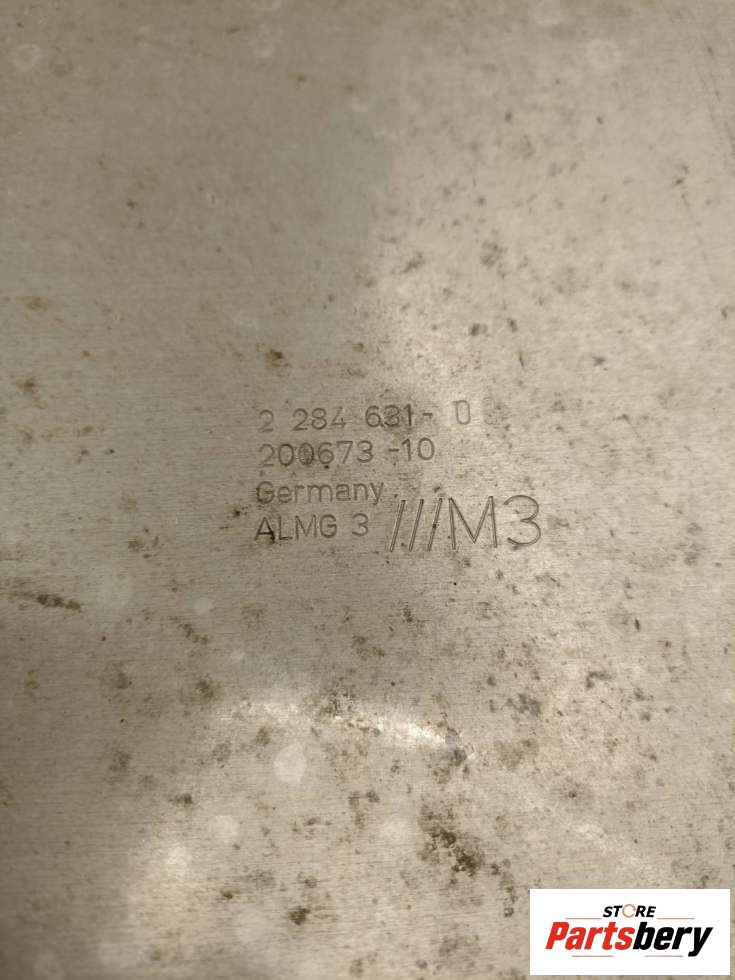 2 284 631- 0
200673 -10
Germany
ALMG 3 ///M3
STORE
Partsbery